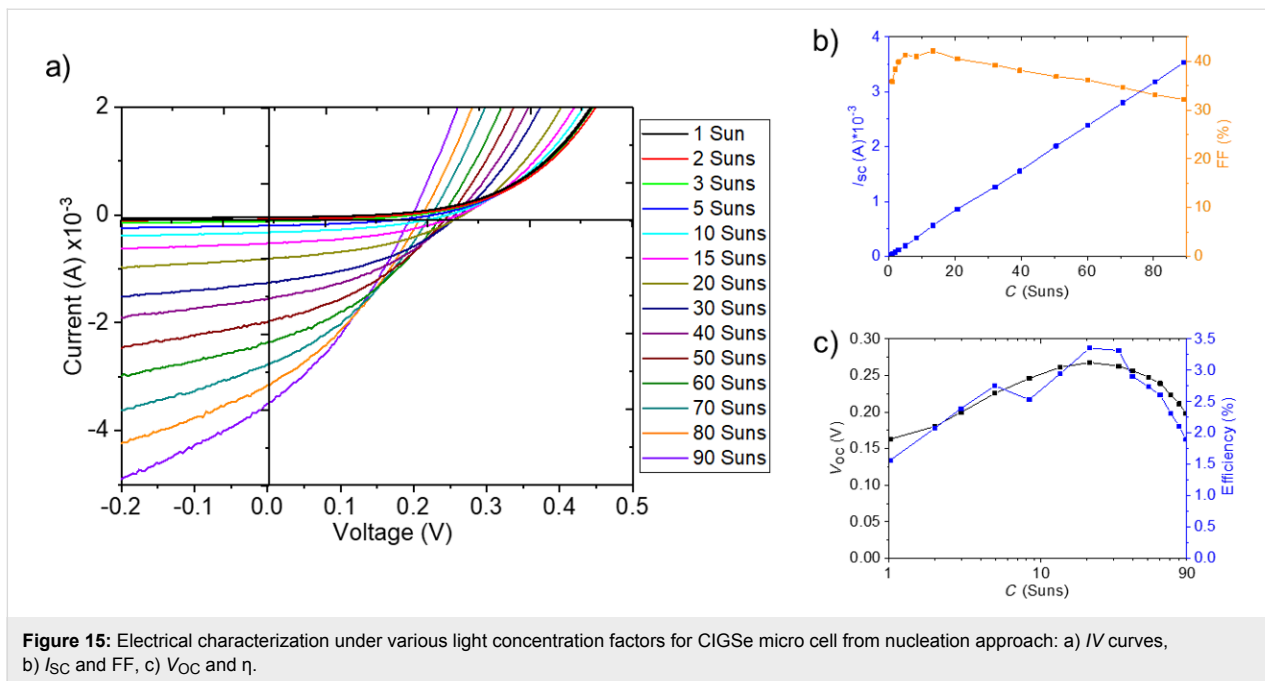 a)
Current (A) x10⁻³
2
0
-2
-4
-0.2 -0.1 0.0 0.1 0.2 0.3 0.4 0.5
Voltage (V)
1 Sun
2 Suns
3 Suns
5 Suns
10 Suns
15 Suns
20 Suns
30 Suns
40 Suns
50 Suns
60 Suns
70 Suns
80 Suns
90 Suns
b)
I_SC (A)*10⁻³
4
3
2
1
0
40
30
20
10
0
FF (%)
0 20 40 60 80
C (Suns)
c)
V_OC (V)
0.30
0.25
0.20
0.15
0.10
0.05
0.00
3.5
3.0
2.5
2.0
1.5
1.0
0.5
0.0
Efficiency (%)
1 10 90
C (Suns)
Figure 15: Electrical characterization under various light concentration factors for CIGSe micro cell from nucleation approach: a) IV curves,
b) I_SC and FF, c) V_OC and η.